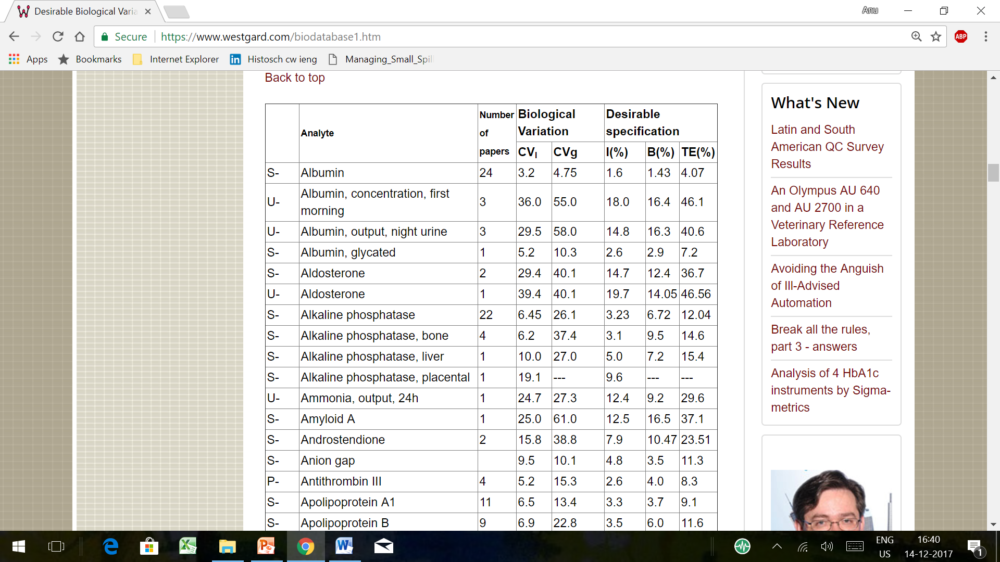 Desirable Biological Varia
Anu
Secure
https://www.westgard.com/biodatabase1.htm
ABP
Apps
Bookmarks
Internet Explorer
in
Histosch cw ieng
Managing_Small_Spil
Back to top
Analyte
Number of papers
Biological Variation
Desirable specification
CVI CVg I(%) B(%) TE(%)
S- Albumin 24 3.2 4.75 1.6 1.43 4.07
U- Albumin, concentration, first morning 3 36.0 55.0 18.0 16.4 46.1
U- Albumin, output, night urine 3 29.5 58.0 14.8 16.3 40.6
S- Albumin, glycated 1 5.2 10.3 2.6 2.9 7.2
S- Aldosterone 2 29.4 40.1 14.7 12.4 36.7
U- Aldosterone 1 39.4 40.1 19.7 14.05 46.56
S- Alkaline phosphatase 22 6.45 26.1 3.23 6.72 12.04
S- Alkaline phosphatase, bone 4 6.2 37.4 3.1 9.5 14.6
S- Alkaline phosphatase, liver 1 10.0 27.0 5.0 7.2 15.4
S- Alkaline phosphatase, placental 1 19.1 --- 9.6 --- ---
U- Ammonia, output, 24h 1 24.7 27.3 12.4 9.2 29.6
S- Amyloid A 1 25.0 61.0 12.5 16.5 37.1
S- Androstendione 2 15.8 38.8 7.9 10.47 23.51
S- Anion gap 9.5 10.1 4.8 3.5 11.3
P- Antithrombin III 4 5.2 15.3 2.6 4.0 8.3
S- Apolipoprotein A1 11 6.5 13.4 3.3 3.7 9.1
S- Apolipoprotein B 9 6.9 22.8 3.5 6.0 11.6
What's New
Latin and South
American QC Survey
Results
An Olympus AU 640
and AU 2700 in a
Veterinary Reference
Laboratory
Avoiding the Anguish
of Ill-Advised
Automation
Break all the rules,
part 3 - answers
Analysis of 4 HbA1c
instruments by Sigma-
metrics
ENG
US
16:40
14-12-2017
1